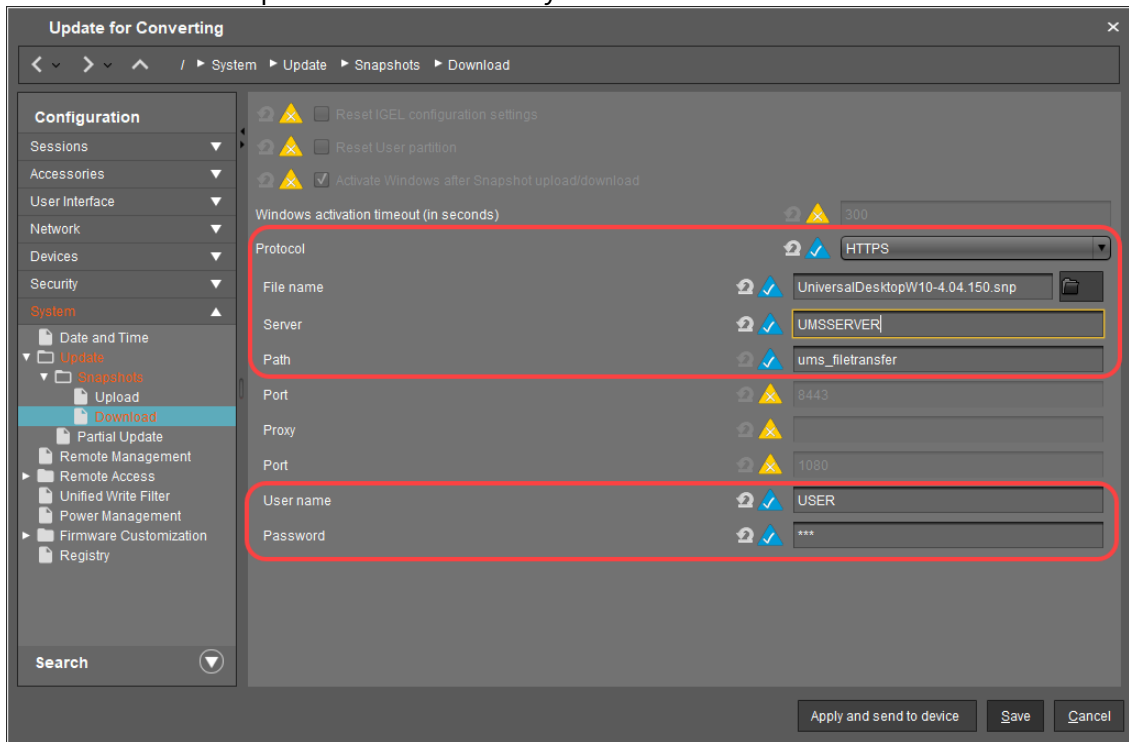 Update for Converting
/ System Update Snapshots Download
Configuration
Sessions
Accessories
User Interface
Network
Devices
Security
System
Date and Time
Update
Snapshots
Upload
Download
Partial Update
Remote Management
Remote Access
Unified Write Filter
Power Management
Firmware Customization
Registry
Search
Reset IGEL configuration settings
Reset User partition
Activate Windows after Snapshot upload/download
Windows activation timeout (in seconds) 300
Protocol HTTPS
File name UniversalDesktopW10-4.04.150.snp
Server UMSSERVER
Path ums_filetransfer
Port 8443
Proxy
Port 1080
User name USER
Password ***
Apply and send to device Save Cancel